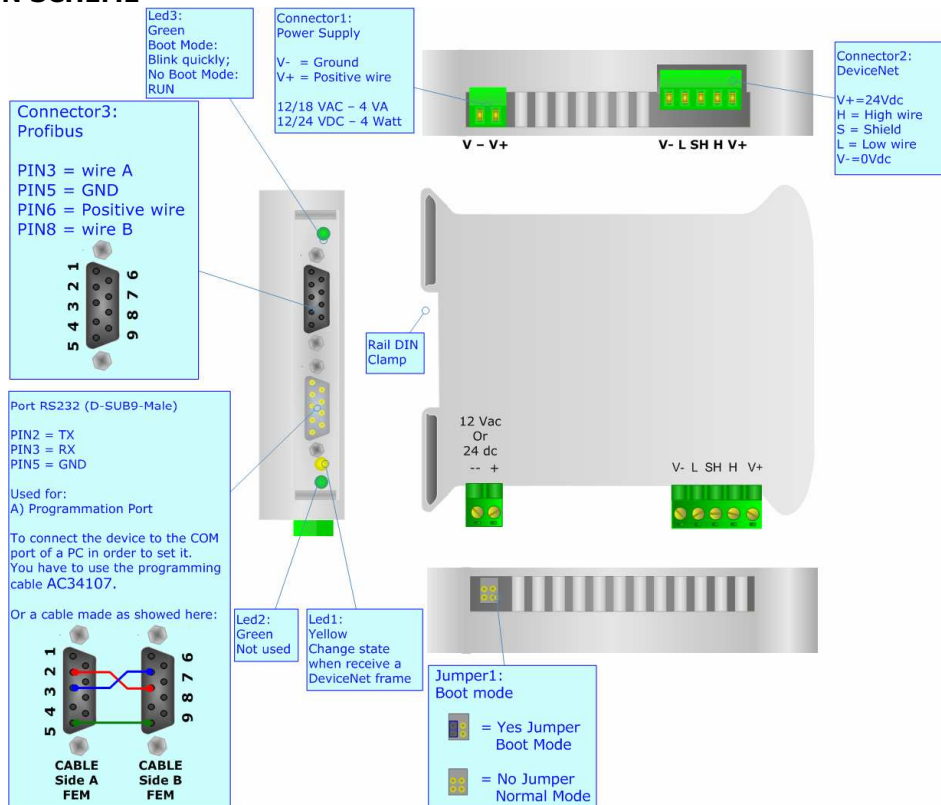 Led3:
Green
Boot Mode:
Blink quickly;
No Boot Mode:
RUN
Connector1:
Power Supply
V- = Ground
V+ = Positive wire
12/18 VAC – 4 VA
12/24 VDC – 4 Watt
V – V+
V- L SH H V+
Connector2:
DeviceNet
V+=24Vdc
H = High wire
S = Shield
L = Low wire
V-=0Vdc
Connector3:
Profibus
PIN3 = wire A
PIN5 = GND
PIN6 = Positive wire
PIN8 = wire B
1
2
3
4
5
6
7
8
9
Rail DIN
Clamp
12 Vac
Or
24 dc
-- +
V- L SH H V+
Port RS232 (D-SUB9-Male)
PIN2 = TX
PIN3 = RX
PIN5 = GND
Used for:
A) Programmation Port
To connect the device to the COM
port of a PC in order to set it.
You have to use the programming
cable AC34107.
Or a cable made as showed here:
1
2
3
4
5
6
7
8
9
CABLE
Side A
FEM
CABLE
Side B
FEM
Led2:
Green
Not used
Led1:
Yellow
Change state
when receive a
DeviceNet frame
Jumper1:
Boot mode
= Yes Jumper
Boot Mode
= No Jumper
Normal Mode